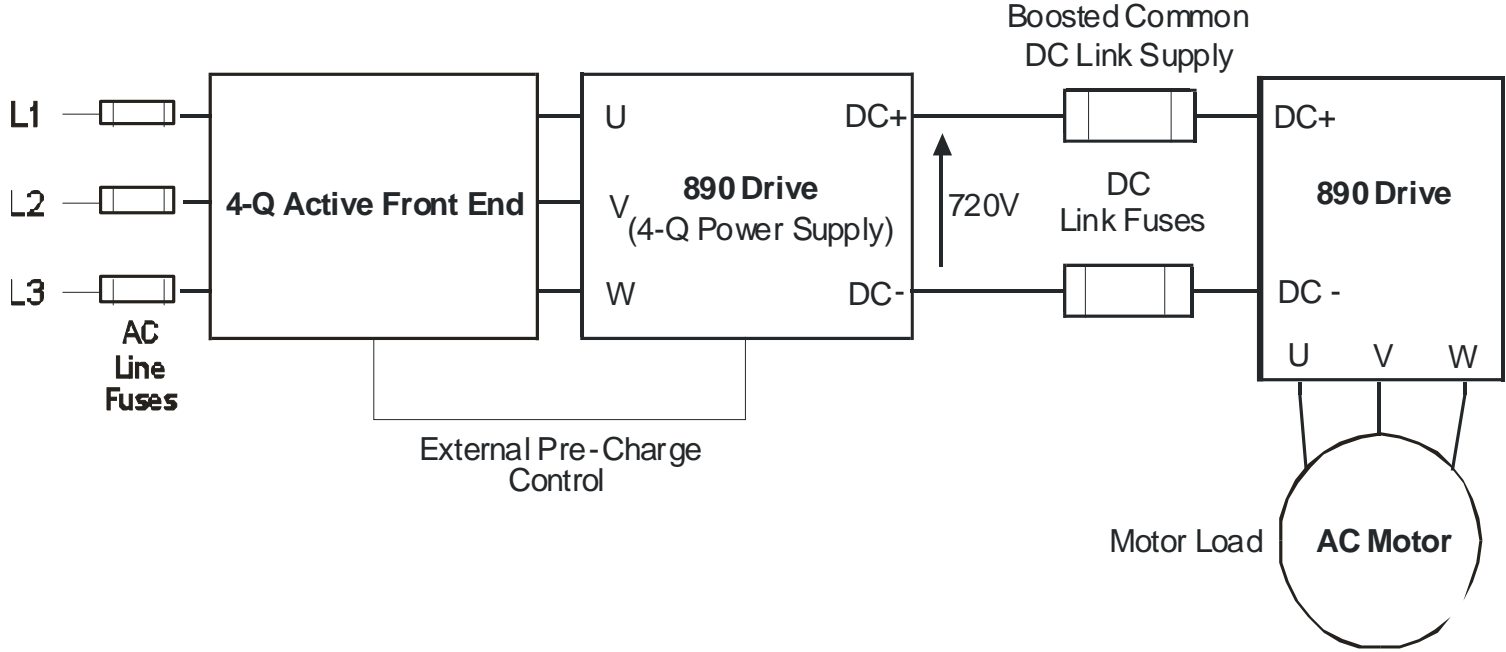 Boosted Common
DC Link Supply
L1
L2
L3
AC
Line
Fuses
4-Q Active Front End
U
V
W
890 Drive
(4-Q Power Supply)
DC+
DC-
720V
DC
Link Fuses
DC+
890 Drive
DC -
U V W
External Pre-Charge
Control
Motor Load
AC Motor